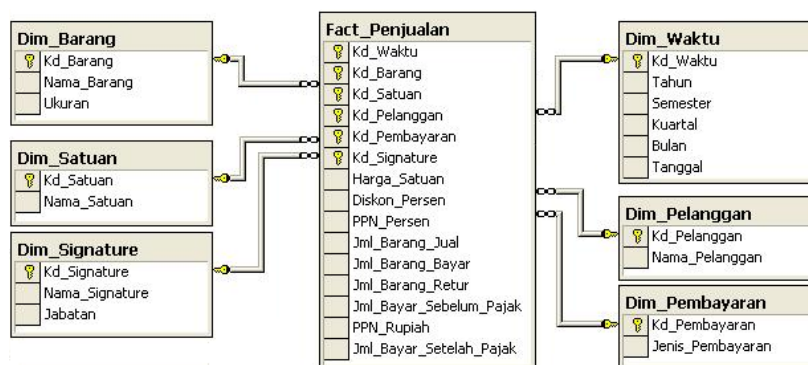 Dim_Barang
Kd_Barang
Nama_Barang
Ukuran
Dim_Satuan
Kd_Satuan
Nama_Satuan
Dim_Signature
Kd_Signature
Nama_Signature
Jabatan
Fact_Penjualan
Kd_Waktu
Kd_Barang
Kd_Satuan
Kd_Pelanggan
Kd_Pembayaran
Kd_Signature
Harga_Satuan
Diskon_Persen
PPN_Persen
Jml_Barang_Jual
Jml_Barang_Bayar
Jml_Barang_Retur
Jml_Bayar_Sebelum_Pajak
PPN_Rupiah
Jml_Bayar_Setelah_Pajak
Dim_Waktu
Kd_Waktu
Tahun
Semester
Kuartal
Bulan
Tanggal
Dim_Pelanggan
Kd_Pelanggan
Nama_Pelanggan
Dim_Pembayaran
Kd_Pembayaran
Jenis_Pembayaran